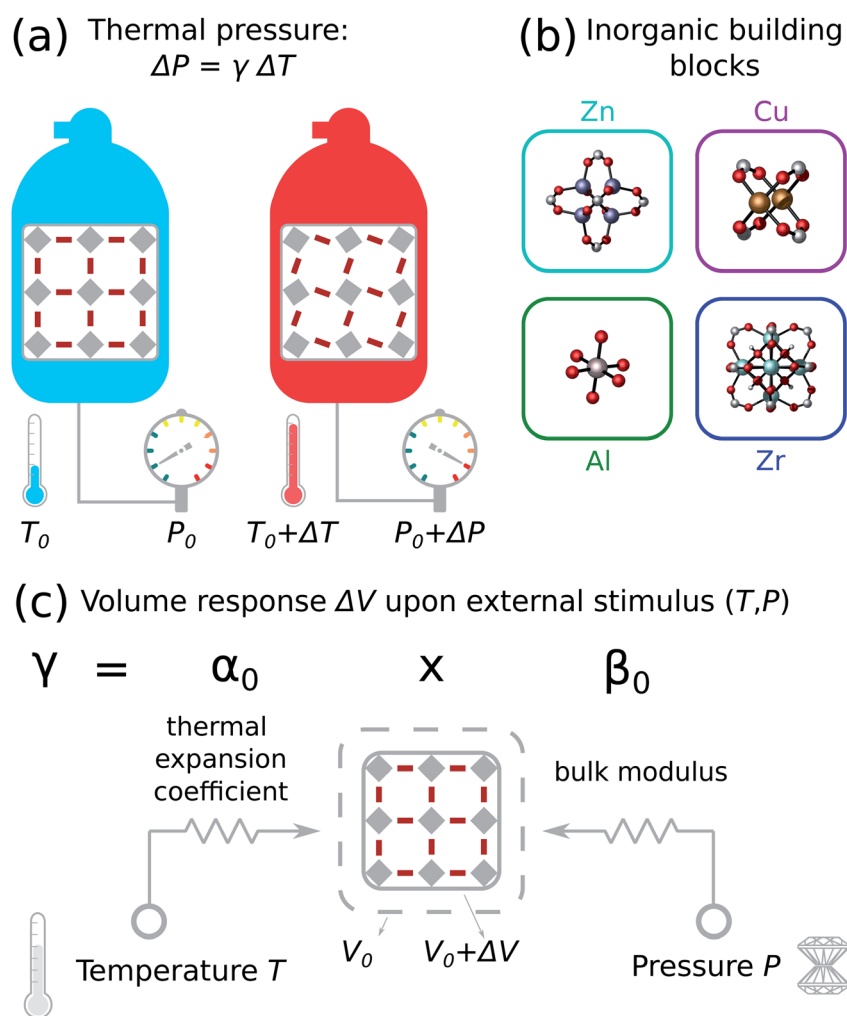 (a) Thermal pressure:
ΔP = γ ΔT
T₀
P₀
T₀+ΔT
P₀+ΔP
(b) Inorganic building
blocks
Zn
Cu
Al
Zr
(c) Volume response ΔV upon external stimulus (T,P)
γ = α₀ x β₀
thermal
expansion
coefficient
bulk modulus
V₀
V₀+ΔV
Temperature T
Pressure P